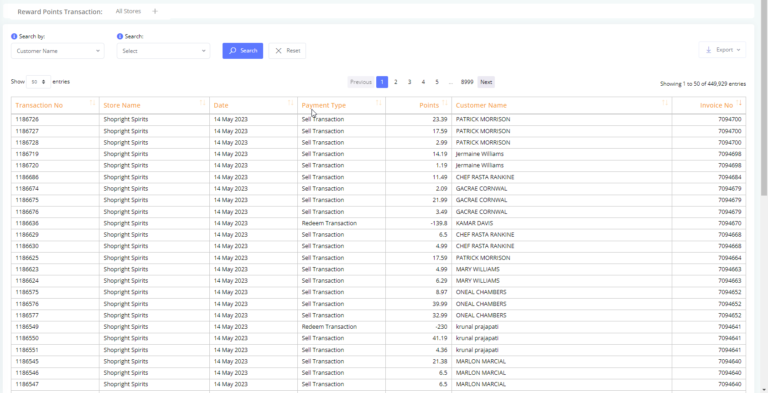 Reward Points Transaction: All Stores +
Search by: Search:
Customer Name Select Search Reset Export
Show 50 entries Previous 1 2 3 4 5 ... 8999 Next Showing 1 to 50 of 449,929 entries
Transaction No Store Name Date Payment Type Points Customer Name Invoice No
1186726 Shopright Spirits 14 May 2023 Sell Transaction 23.39 PATRICK MORRISON 7094700
1186727 Shopright Spirits 14 May 2023 Sell Transaction 17.59 PATRICK MORRISON 7094700
1186728 Shopright Spirits 14 May 2023 Sell Transaction 2.99 PATRICK MORRISON 7094700
1186719 Shopright Spirits 14 May 2023 Sell Transaction 14.19 Jermaine Williams 7094698
1186720 Shopright Spirits 14 May 2023 Sell Transaction 1.19 Jermaine Williams 7094698
1186686 Shopright Spirits 14 May 2023 Sell Transaction 11.49 CHEF RASTA RANKINE 7094684
1186674 Shopright Spirits 14 May 2023 Sell Transaction 2.09 GACRAE CORNWAL 7094679
1186675 Shopright Spirits 14 May 2023 Sell Transaction 21.99 GACRAE CORNWAL 7094679
1186676 Shopright Spirits 14 May 2023 Sell Transaction 3.49 GACRAE CORNWAL 7094679
1186636 Shopright Spirits 14 May 2023 Redeem Transaction -139.8 KAMAR DAVIS 7094670
1186629 Shopright Spirits 14 May 2023 Sell Transaction 6.5 CHEF RASTA RANKINE 7094668
1186630 Shopright Spirits 14 May 2023 Sell Transaction 4.99 CHEF RASTA RANKINE 7094668
1186625 Shopright Spirits 14 May 2023 Sell Transaction 17.59 PATRICK MORRISON 7094664
1186623 Shopright Spirits 14 May 2023 Sell Transaction 4.99 MARY WILLIAMS 7094663
1186624 Shopright Spirits 14 May 2023 Sell Transaction 6.29 MARY WILLIAMS 7094663
1186575 Shopright Spirits 14 May 2023 Sell Transaction 8.97 ONEAL CHAMBERS 7094652
1186576 Shopright Spirits 14 May 2023 Sell Transaction 39.99 ONEAL CHAMBERS 7094652
1186577 Shopright Spirits 14 May 2023 Sell Transaction 32.99 ONEAL CHAMBERS 7094652
1186549 Shopright Spirits 14 May 2023 Redeem Transaction -230 krunal prajapati 7094641
1186550 Shopright Spirits 14 May 2023 Sell Transaction 41.19 krunal prajapati 7094641
1186551 Shopright Spirits 14 May 2023 Sell Transaction 4.36 krunal prajapati 7094641
1186545 Shopright Spirits 14 May 2023 Sell Transaction 21.38 MARLON MARCIAL 7094640
1186546 Shopright Spirits 14 May 2023 Sell Transaction 6.5 MARLON MARCIAL 7094640
1186547 Shopright Spirits 14 May 2023 Sell Transaction 6.5 MARLON MARCIAL 7094640